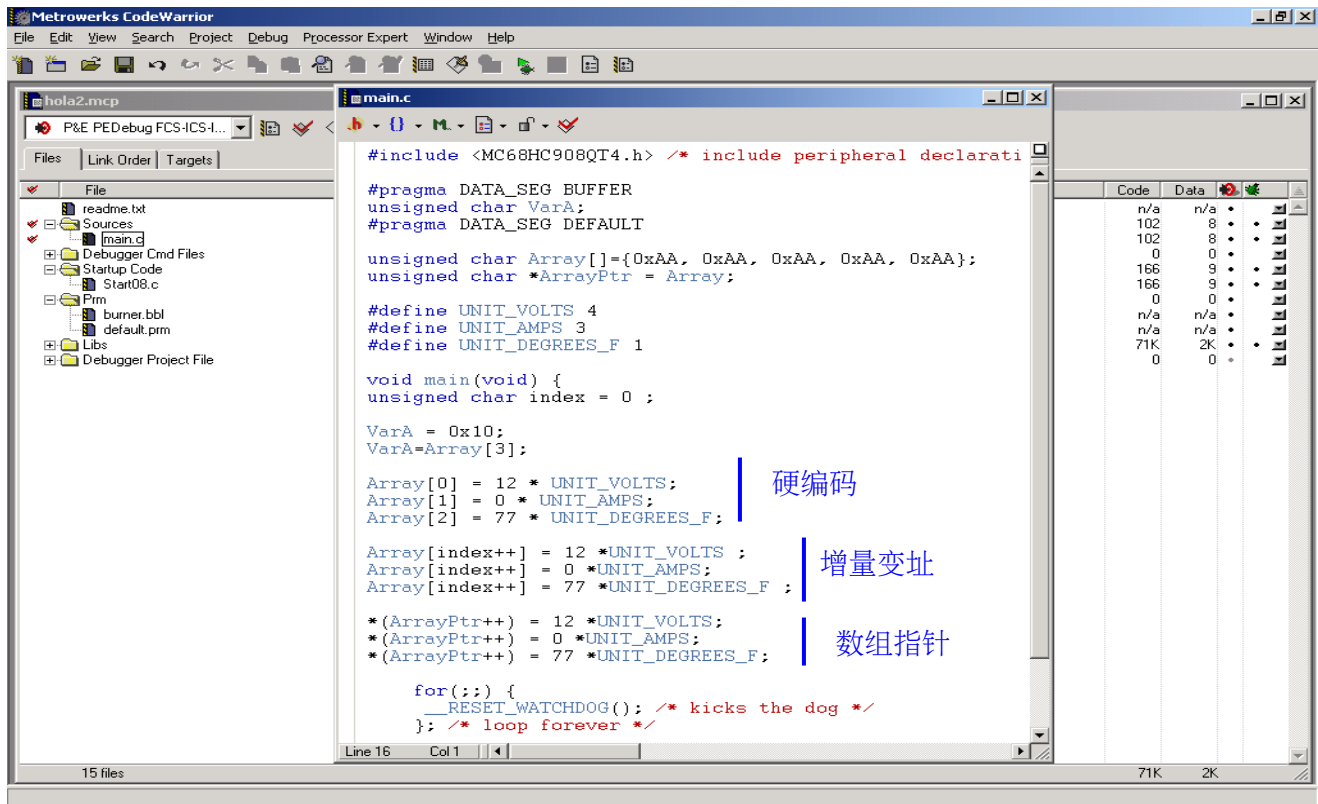 Metrowerks CodeWarrior
File Edit View Search Project Debug Processor Expert Window Help
hola2.mcp
P&E PEDebug FCS-ICS-I...
Files Link Order Targets
File
readme.txt
Sources
main.c
Debugger Cmd Files
Startup Code
Start08.c
Prm
burner.bbl
default.prm
Libs
Debugger Project File
15 files
main.c
#include <MC68HC908QT4.h> /* include peripheral declarati
#pragma DATA_SEG BUFFER
unsigned char VarA;
#pragma DATA_SEG DEFAULT
unsigned char Array[]={0xAA, 0xAA, 0xAA, 0xAA, 0xAA};
unsigned char *ArrayPtr = Array;
#define UNIT_VOLTS 4
#define UNIT_AMPS 3
#define UNIT_DEGREES_F 1
void main(void) {
unsigned char index = 0 ;
VarA = 0x10;
VarA=Array[3];
Array[0] = 12 * UNIT_VOLTS;
Array[1] = 0 * UNIT_AMPS;
Array[2] = 77 * UNIT_DEGREES_F;
硬编码
Array[index++] = 12 *UNIT_VOLTS ;
Array[index++] = 0 *UNIT_AMPS;
Array[index++] = 77 *UNIT_DEGREES_F ;
增量变址
*(ArrayPtr++) = 12 *UNIT_VOLTS;
*(ArrayPtr++) = 0 *UNIT_AMPS;
*(ArrayPtr++) = 77 *UNIT_DEGREES_F;
数组指针
for(;;) {
__RESET_WATCHDOG(); /* kicks the dog */
}; /* loop forever */
Line 16 Col 1
Code Data
n/a n/a
102 8
102 8
0 0
166 9
166 9
0 0
n/a n/a
n/a n/a
71K 2K
0 0
71K 2K